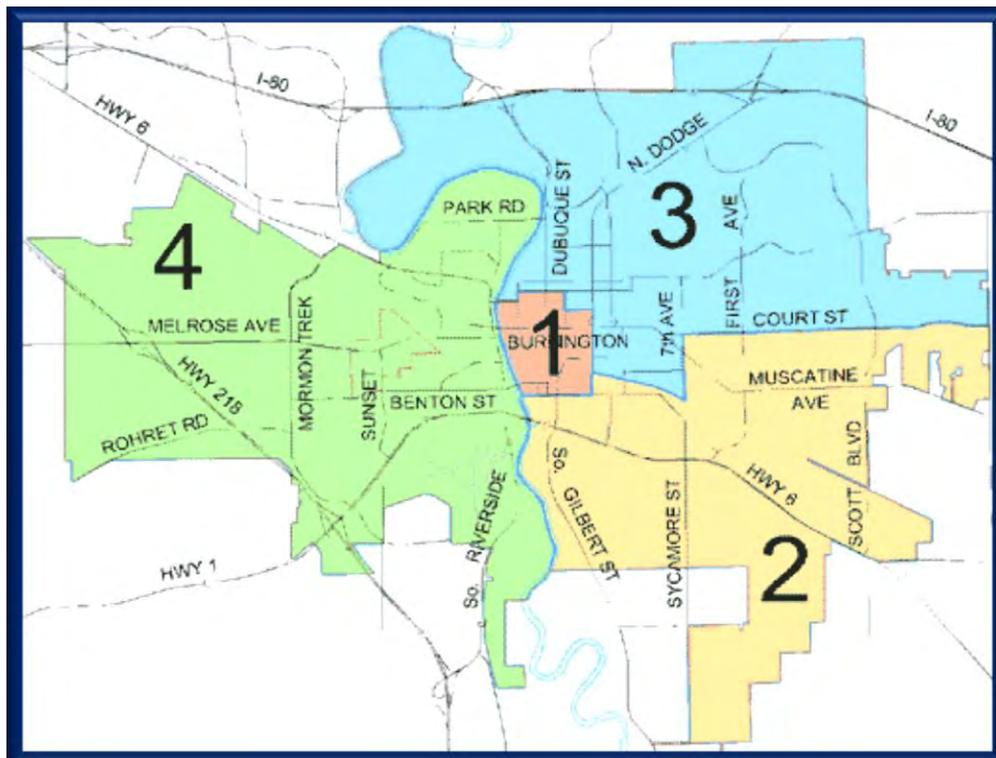 I-80
HWY 6
I-80
N. DODGE
PARK RD
DUBUQUE ST
3
FIRST AVE
4
7th AVE
COURT ST
MELROSE AVE
MORMON TREK
1
BURLINGTON
HWY 218
SUNSET
BENTON ST
MUSCATINE
AVE
ROHRET RD
SCOTT BLVD
HWY 6
So. GILBERT ST
So. RIVERSIDE
SYCAMORE ST
2
HWY 1